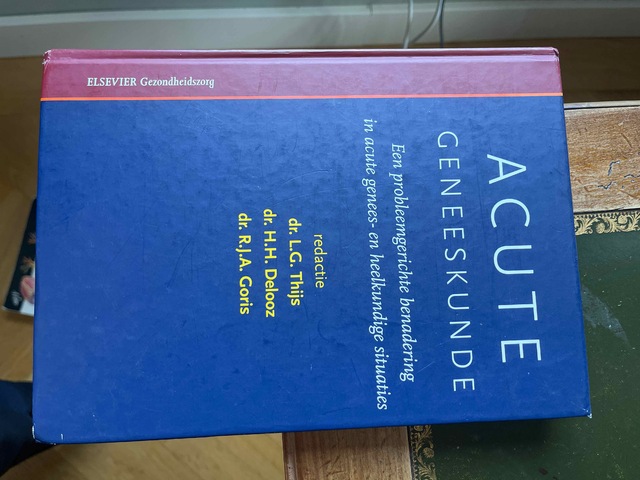 ACUTE
GENEESKUNDE
Een probleemgerichte benadering
in acute genees- en heelkundige situaties
redactie
dr. L.G. Thijs
dr. H.H. Delooz
dr. R.J.A. Goris
ELSEVIER Gezondheidszorg